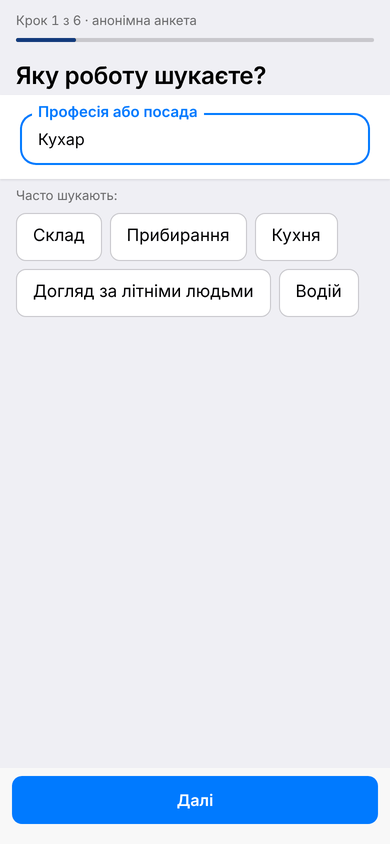 Крок 1 з 6 · анонімна анкета
Яку роботу шукаєте?
Професія або посада
Кухар
Часто шукають:
Склад
Прибирання
Кухня
Догляд за літніми людьми
Водій
Далі